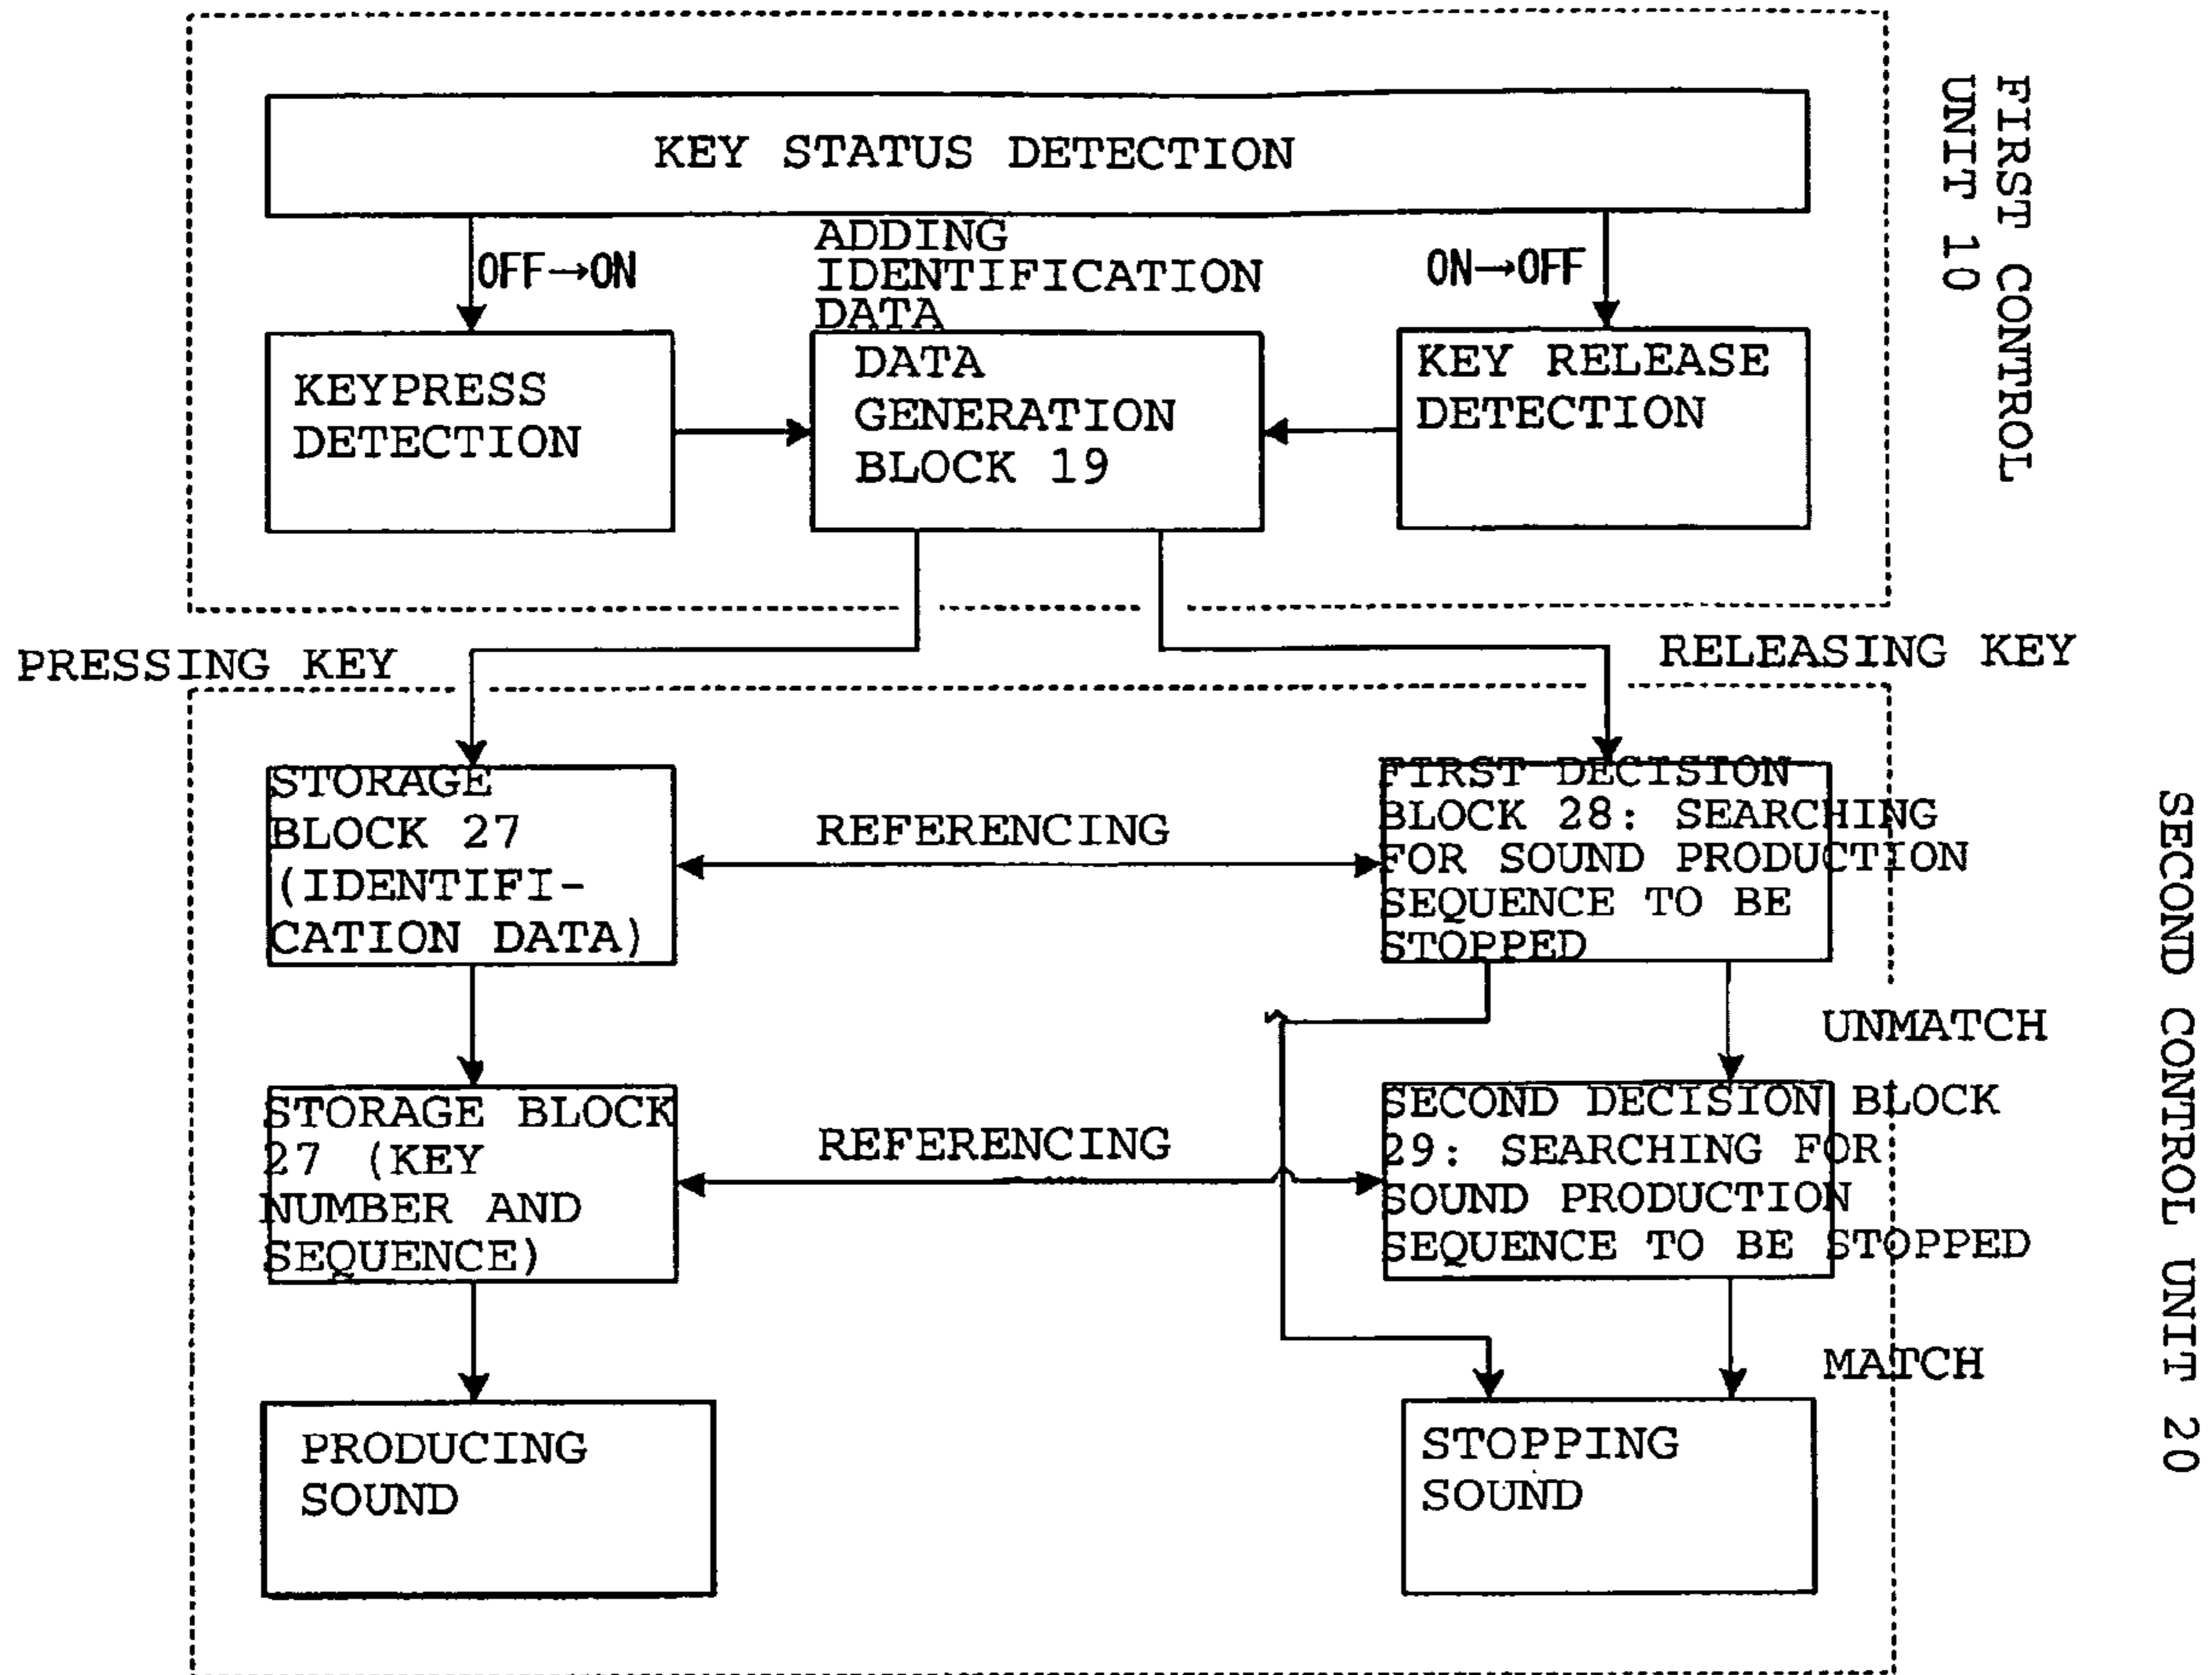 FIRST CONTROL
UNIT 10
KEY STATUS DETECTION
OFF→ON
ADDING
IDENTIFICATION
DATA
ON→OFF
KEYPRESS
DETECTION
DATA
GENERATION
BLOCK 19
KEY RELEASE
DETECTION
PRESSING KEY
RELEASING KEY
SECOND CONTROL UNIT 20
STORAGE
BLOCK 27
(IDENTIFI-
CATION DATA)
REFERENCING
FIRST DECISION
BLOCK 28: SEARCHING
FOR SOUND PRODUCTION
SEQUENCE TO BE
STOPPED
UNMATCH
STORAGE BLOCK
27 (KEY
NUMBER AND
SEQUENCE)
REFERENCING
SECOND DECISION BLOCK
29: SEARCHING FOR
SOUND PRODUCTION
SEQUENCE TO BE STOPPED
MATCH
PRODUCING
SOUND
STOPPING
SOUND